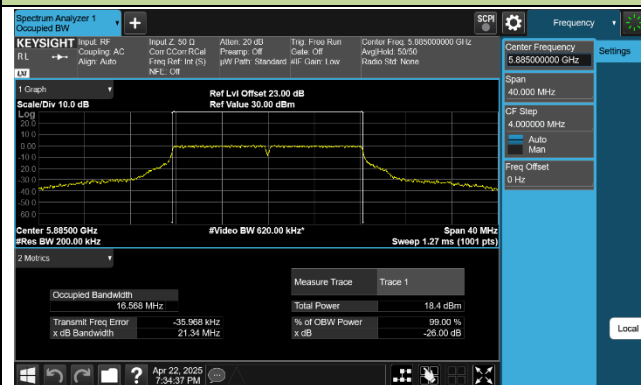 Spectrum Analyzer 1
Occupied BW
SCPI
Frequency
KEYSIGHT
Input: RF
Input Z: 50 Ω
Atten: 20 dB
Trig: Free Run
Center Freq: 5.885000000 GHz
RL
Coupling: AC
Corr CCorr RCal
Preamp: Off
Gate: Off
Avg|Hold: 50/50
Align: Auto
Freq Ref: Int (S)
µW Path: Standard
#IF Gain: Low
Radio Std: None
NFE: Off
LXI
Center Frequency
5.885000000 GHz
Settings
Span
40.000 MHz
CF Step
4.000000 MHz
Auto
Man
Freq Offset
0 Hz
1 Graph
Ref Lvl Offset 23.00 dB
Scale/Div 10.0 dB
Ref Value 30.00 dBm
Log
20.0
10.0
0.00
-10.0
-20.0
-30.0
-40.0
-50.0
-60.0
Center 5.88500 GHz
#Video BW 620.00 kHz*
Span 40 MHz
#Res BW 200.00 kHz
Sweep 1.27 ms (1001 pts)
2 Metrics
Measure Trace
Trace 1
Occupied Bandwidth
16.568 MHz
Total Power
18.4 dBm
Transmit Freq Error
-35.968 kHz
% of OBW Power
99.00 %
x dB Bandwidth
21.34 MHz
x dB
-26.00 dB
Local
Apr 22, 2025
7:34:37 PM